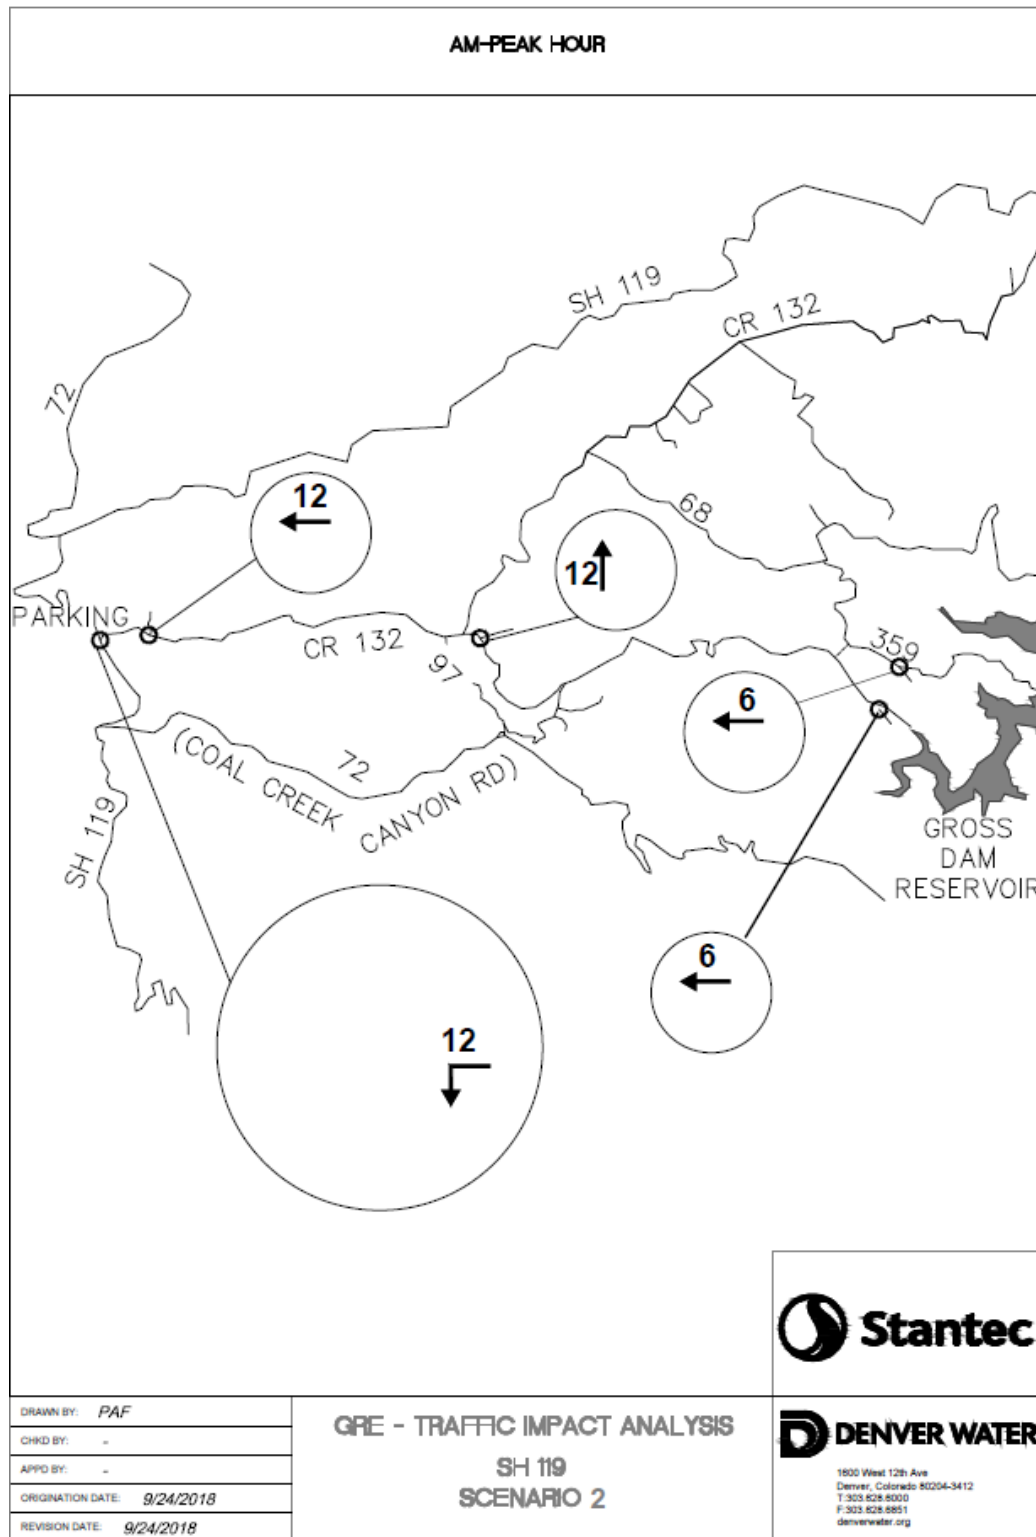 AM-PEAK HOUR
SH 119
CR 132
72
12
68
12
PARKING
CR 132
359
97
6
72
(COAL CREEK
CANYON RD)
SH 119
GROSS
DAM
RESERVOIR
6
12
Stantec
DRAWN BY: PAF
CHKD BY: -
APPD BY: -
ORIGINATION DATE: 9/24/2018
REVISION DATE: 9/24/2018
GRE - TRAFFIC IMPACT ANALYSIS
SH 119
SCENARIO 2
DENVER WATER
1600 West 12th Ave
Denver, Colorado 80204-3412
T:303.628.6000
F:303.628.6851
denverwater.org